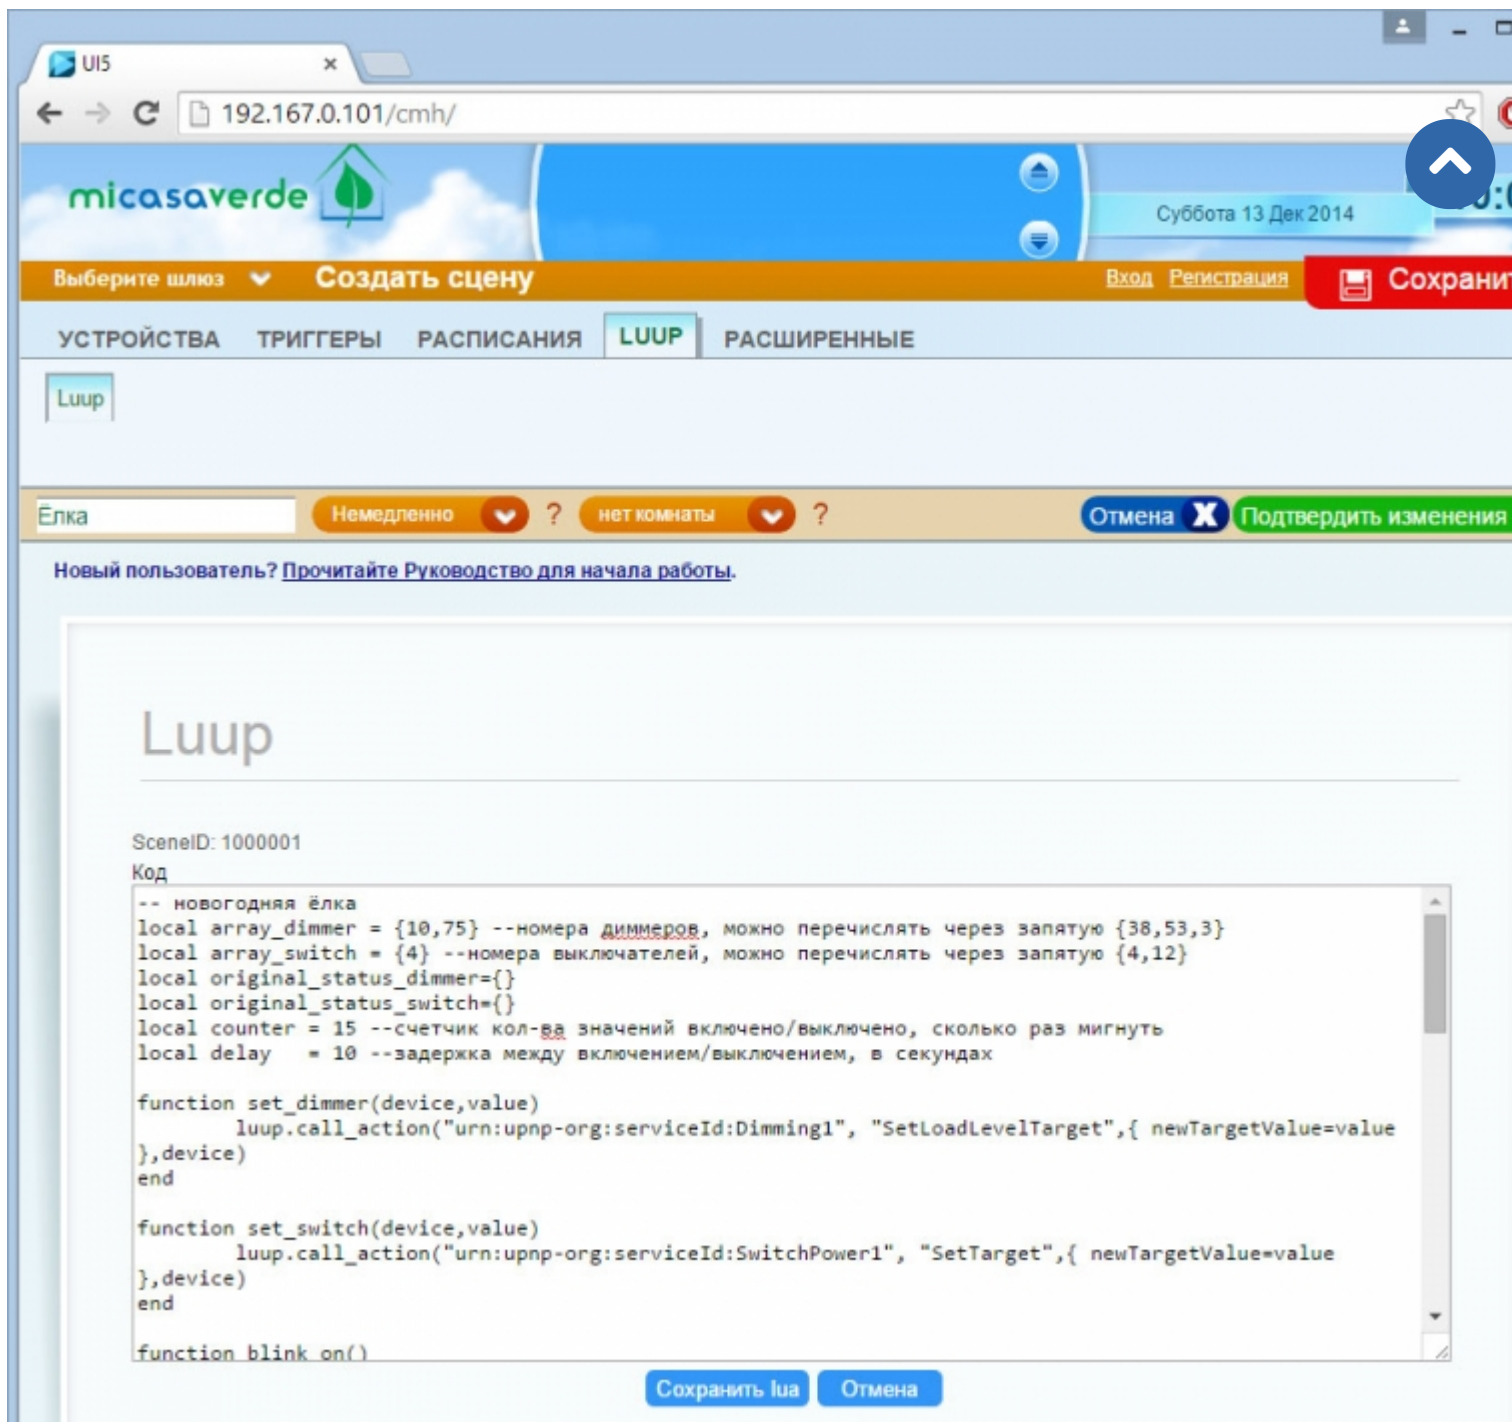 UI5
192.167.0.101/cmh/
micasaverde
Суббота 13 Дек 2014
Выберите шлюз Создать сцену Вход Регистрация
УСТРОЙСТВА ТРИГГЕРЫ РАСПИСАНИЯ LUUP РАСШИРЕННЫЕ
Luup
Ёлка Немедленно ? нет комнаты ? Отмена X Подтвердить изменения
Новый пользователь? Прочитайте Руководство для начала работы.
Luup
SceneID: 1000001
Код
-- новогодняя ёлка
local array_dimmer = {10,75} --номера диммеров, можно перечислять через запятую {38,53,3}
local array_switch = {4} --номера выключателей, можно перечислять через запятую {4,12}
local original_status_dimmer={}
local original_status_switch={}
local counter = 15 --счетчик кол-ва значений включено/выключено, сколько раз мигнуть
local delay   = 10 --задержка между включением/выключением, в секундах
function set_dimmer(device,value)
luup.call_action("urn:upnp-org:serviceId:Dimming1", "SetLoadLevelTarget",{ newTargetValue=value
},device)
end
function set_switch(device,value)
luup.call_action("urn:upnp-org:serviceId:SwitchPower1", "SetTarget",{ newTargetValue=value
},device)
end
function blink_on()
Сохранить lua Отмена